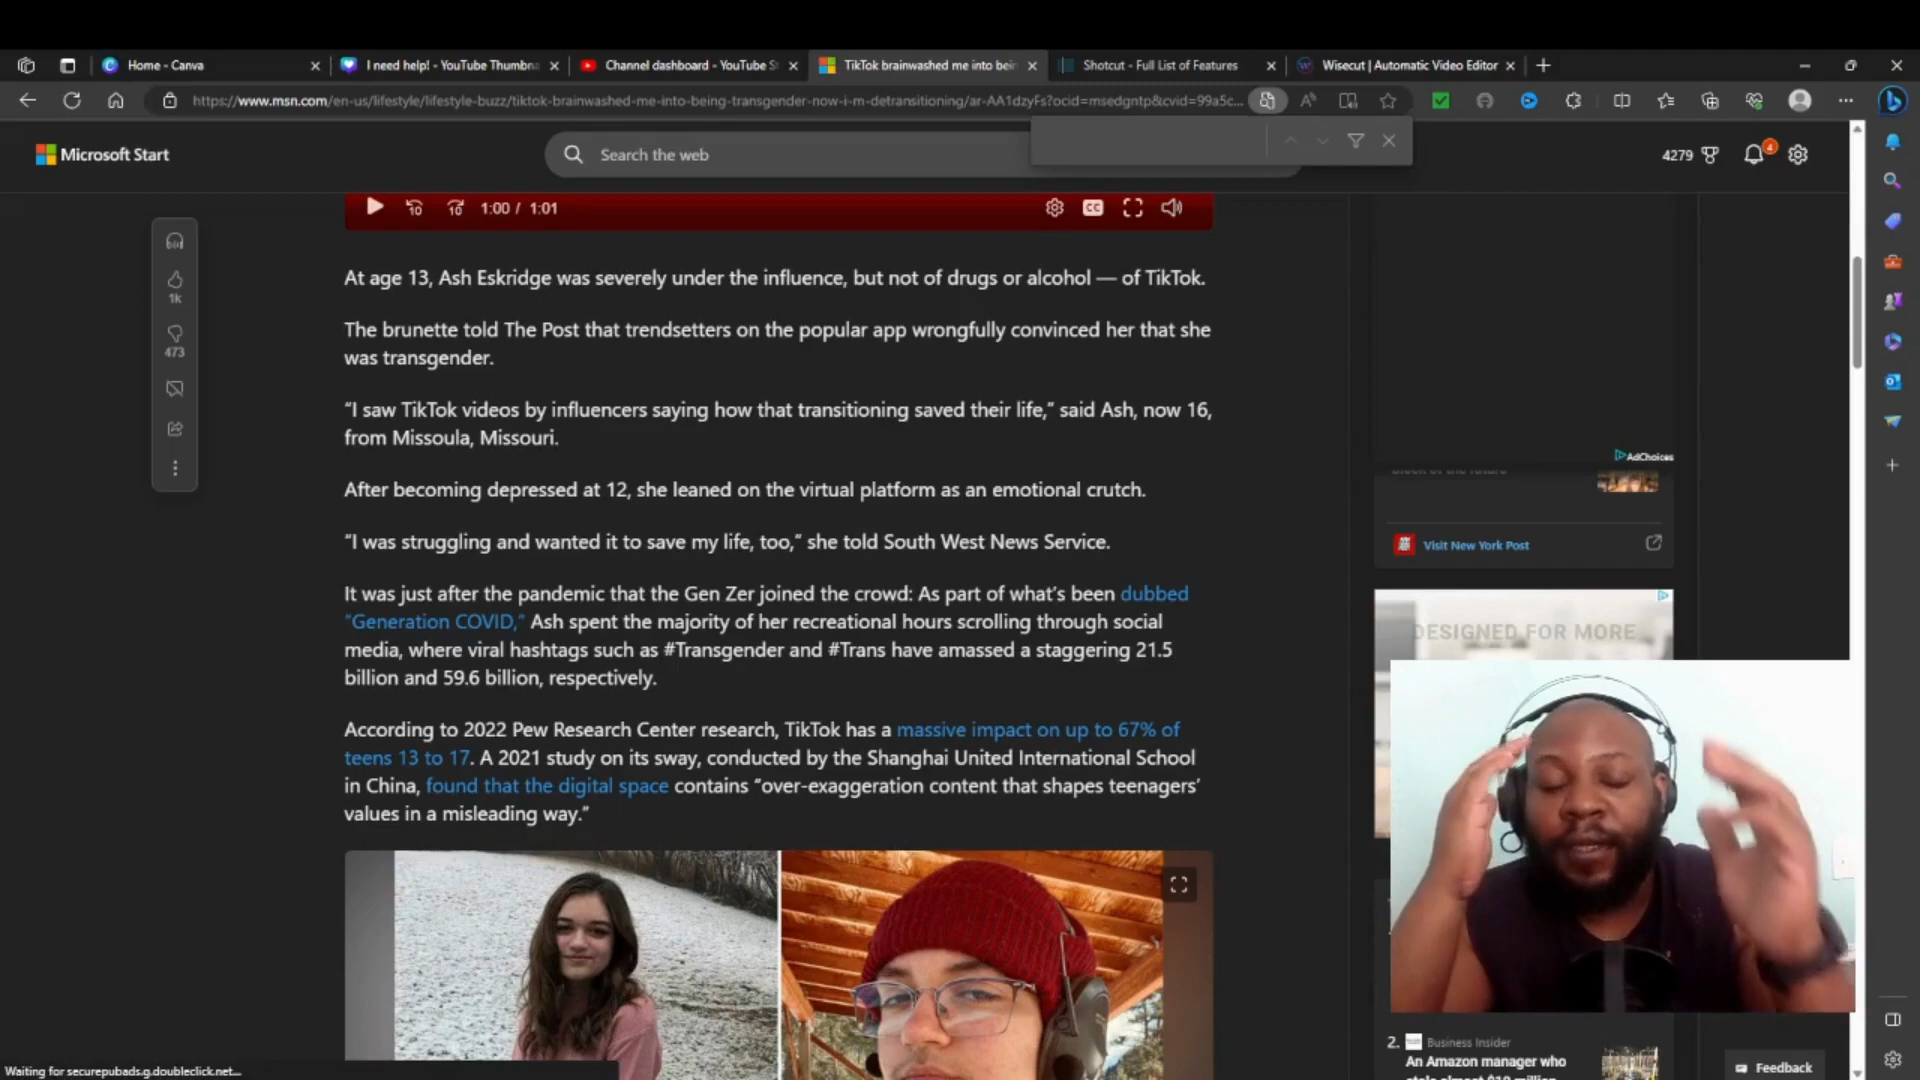 Home - Canva
I need help! - YouTube Thumbna
Channel dashboard - YouTube S
TikTok brainwashed me into bein
Shotcut - Full List of Features
Wisecut | Automatic Video Editor
https://www.msn.com/en-us/lifestyle/lifestyle-buzz/tiktok-brainwashed-me-into-being-transgender-now-i-m-detransitioning/ar-AA1dzyFs?ocid=msedgntp&cvid=99a5c...
Microsoft Start
Search the web
4279
4
10 10 1:00 / 1:01
CC
1k
473
At age 13, Ash Eskridge was severely under the influence, but not of drugs or alcohol — of TikTok.
The brunette told The Post that trendsetters on the popular app wrongfully convinced her that she
was transgender.
“I saw TikTok videos by influencers saying how that transitioning saved their life,” said Ash, now 16,
from Missoula, Missouri.
After becoming depressed at 12, she leaned on the virtual platform as an emotional crutch.
“I was struggling and wanted it to save my life, too,” she told South West News Service.
It was just after the pandemic that the Gen Zer joined the crowd: As part of what’s been dubbed
“Generation COVID,” Ash spent the majority of her recreational hours scrolling through social
media, where viral hashtags such as #Transgender and #Trans have amassed a staggering 21.5
billion and 59.6 billion, respectively.
According to 2022 Pew Research Center research, TikTok has a massive impact on up to 67% of
teens 13 to 17. A 2021 study on its sway, conducted by the Shanghai United International School
in China, found that the digital space contains “over-exaggeration content that shapes teenagers’
values in a misleading way.”
AdChoices
Visit New York Post
DESIGNED FOR MORE
2. Business Insider
An Amazon manager who
Feedback
Waiting for securepubads.g.doubleclick.net...